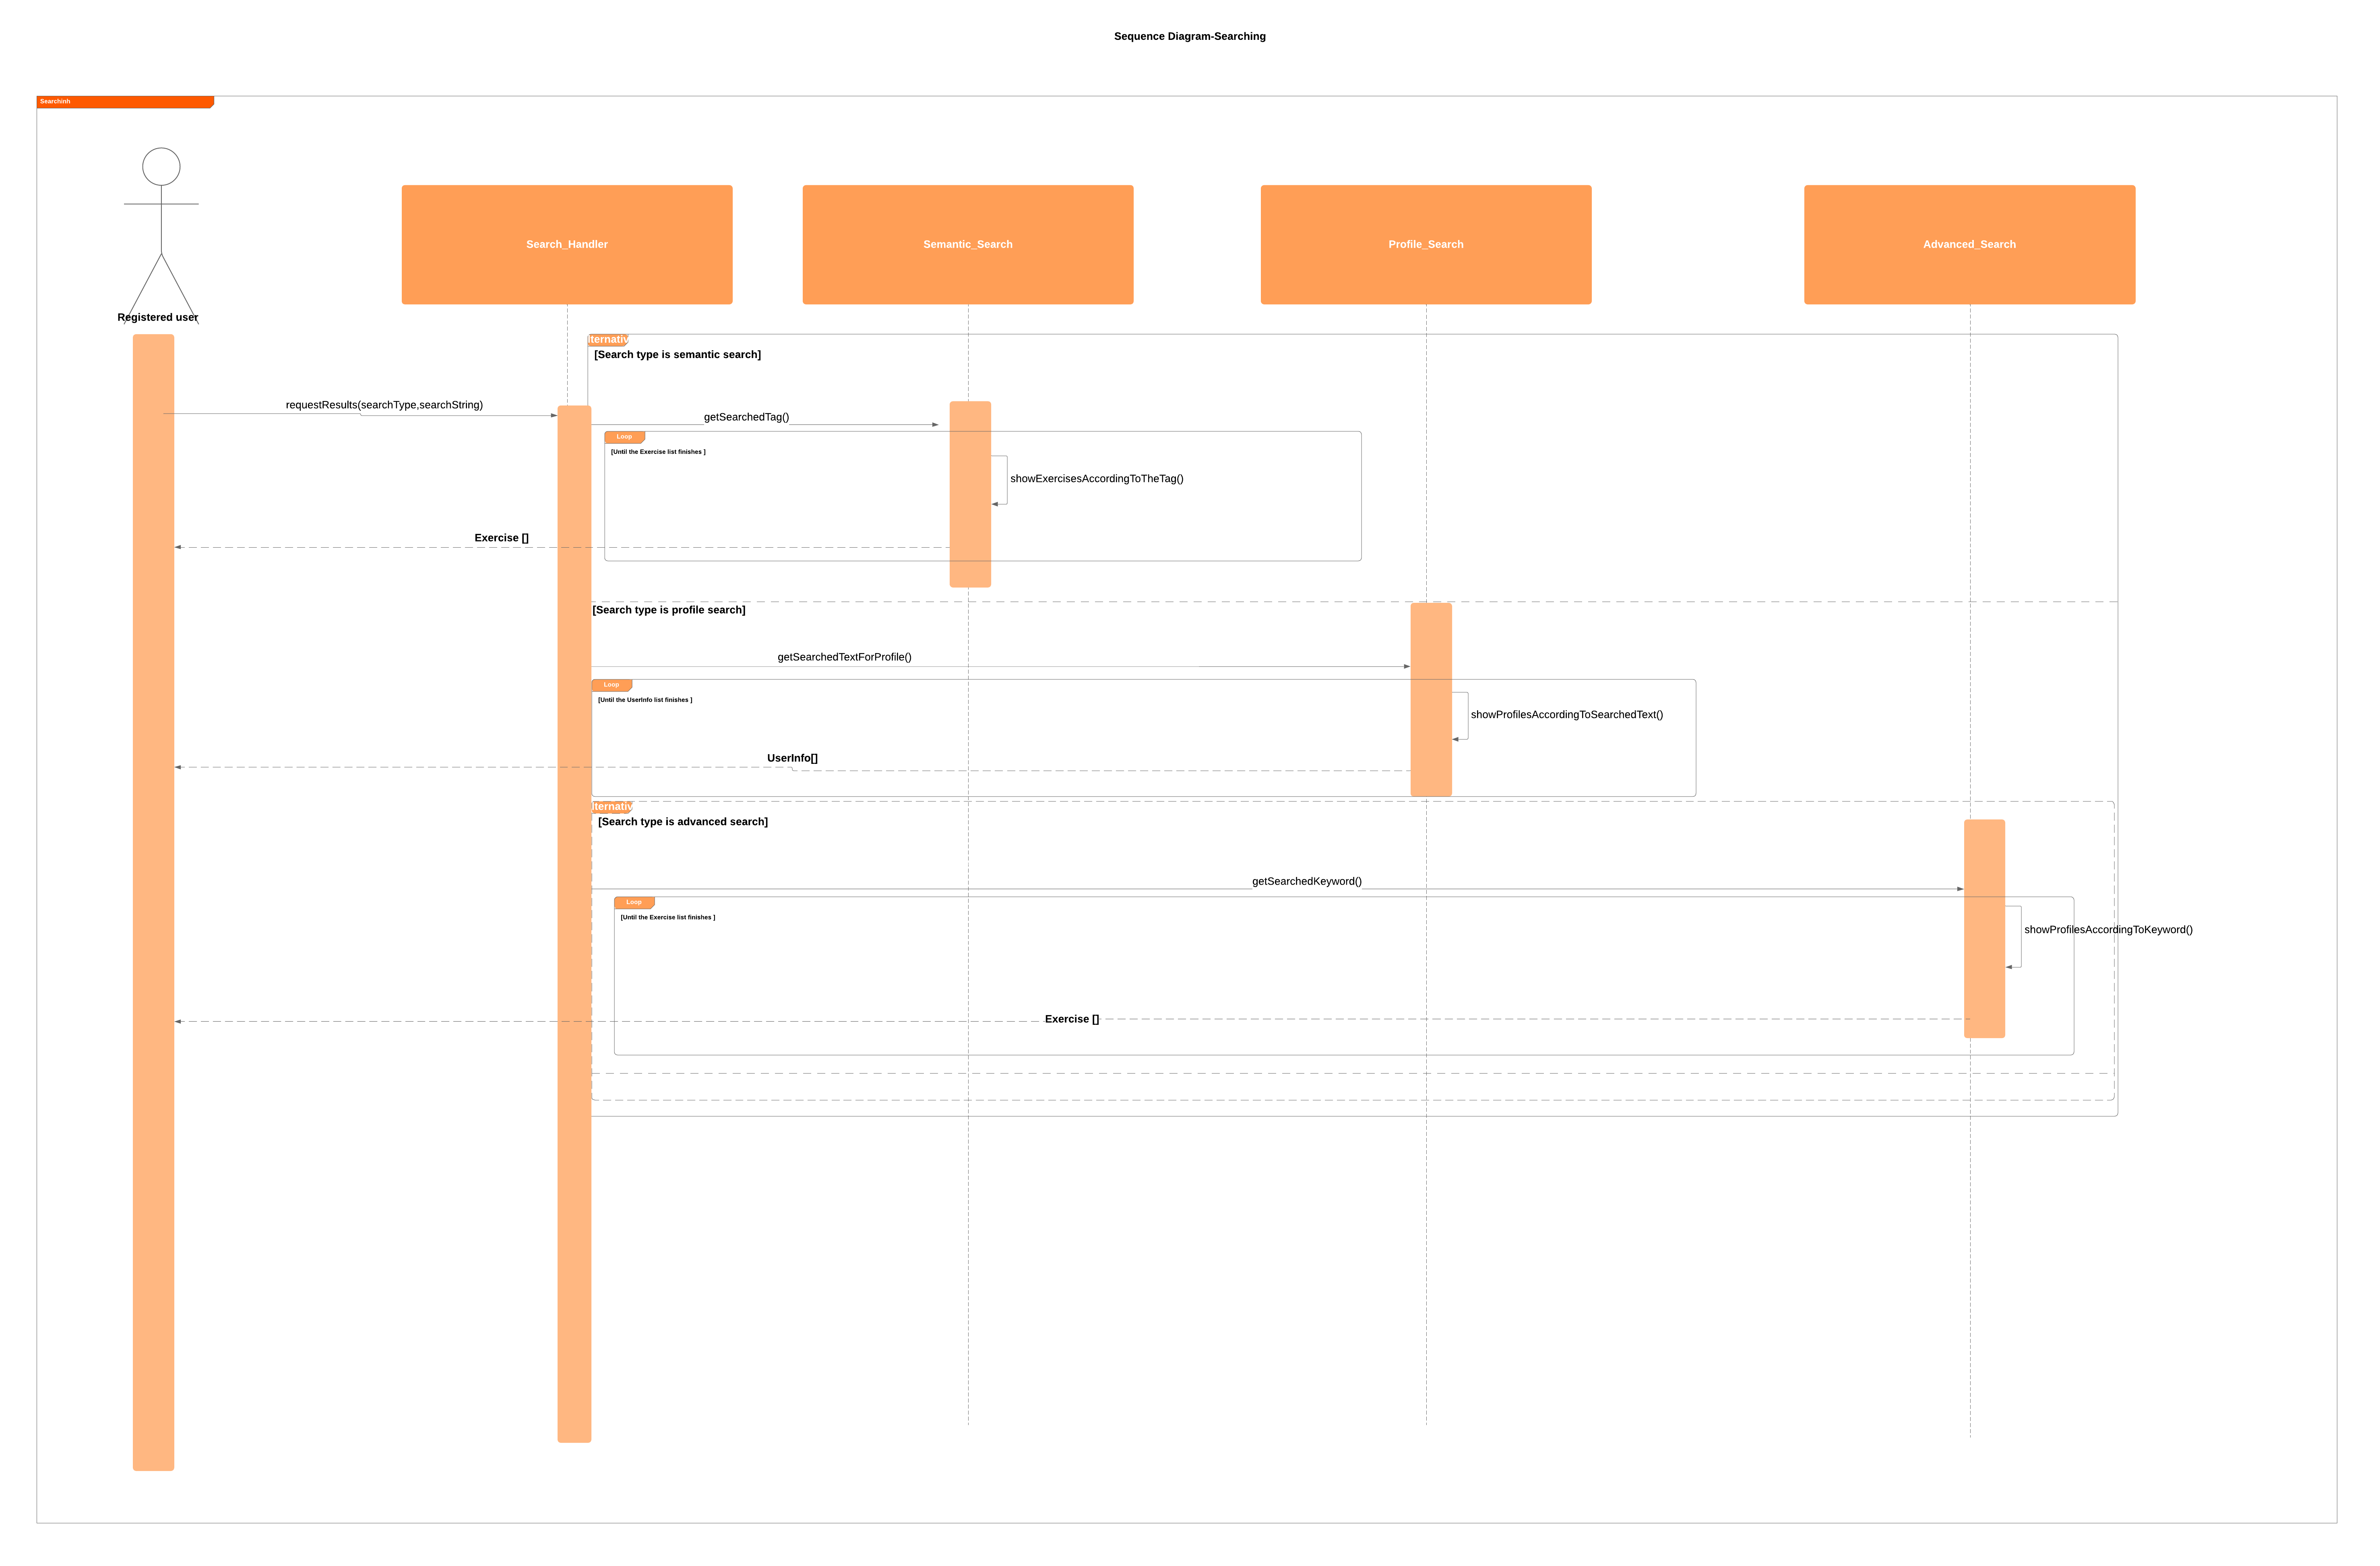 Sequence Diagram-Searching
Searchinh
Registered user
Search_Handler
Semantic_Search
Profile_Search
Advanced_Search
lternativ
[Search type is semantic search]
requestResults(searchType,searchString)
getSearchedTag()
Loop
[Until the Exercise list finishes ]
showExercisesAccordingToTheTag()
Exercise []
[Search type is profile search]
getSearchedTextForProfile()
Loop
[Until the UserInfo list finishes ]
showProfilesAccordingToSearchedText()
UserInfo[]
lternativ
[Search type is advanced search]
getSearchedKeyword()
Loop
[Until the Exercise list finishes ]
showProfilesAccordingToKeyword()
Exercise []